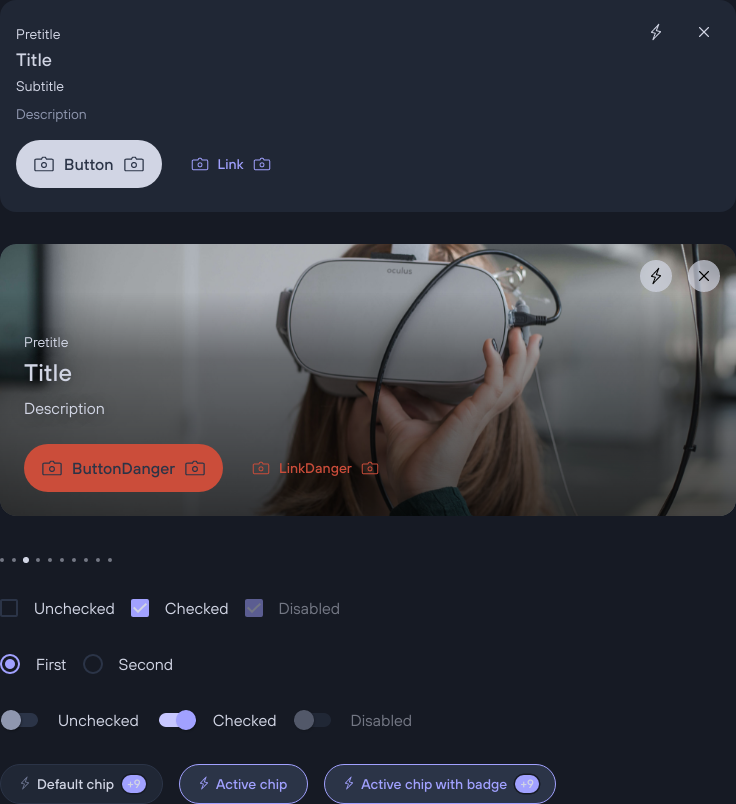 Pretitle
Title
Subtitle
Description
Button Link
oculus
Pretitle
Title
Description
ButtonDanger LinkDanger
Unchecked Checked Disabled
First Second
Unchecked Checked Disabled
Default chip +9 Active chip Active chip with badge +9